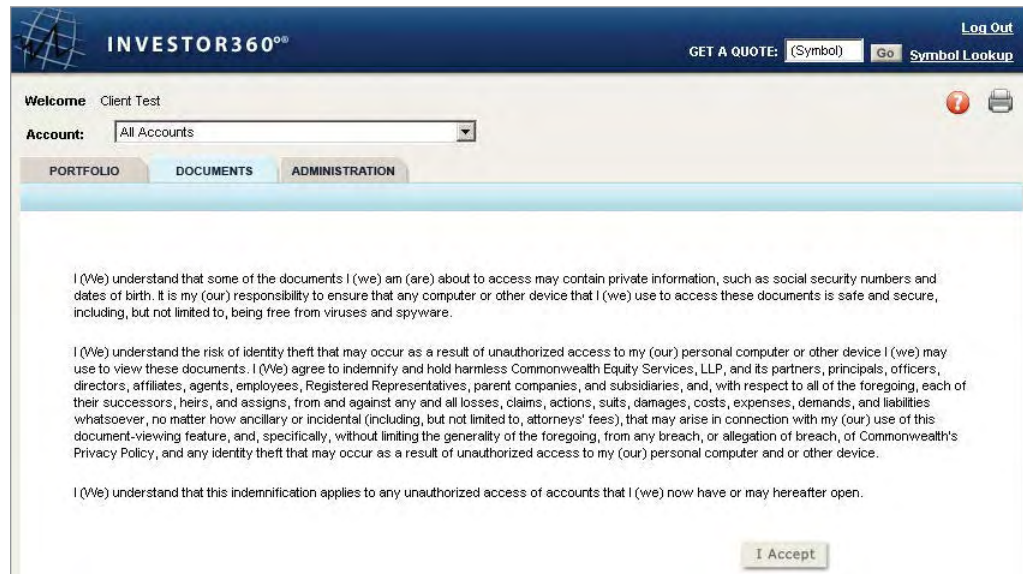 INVESTOR360°®
Log Out
GET A QUOTE: (Symbol) Go Symbol Lookup
Welcome Client Test
?
Account: All Accounts
PORTFOLIO DOCUMENTS ADMINISTRATION
I (We) understand that some of the documents I (we) am (are) about to access may contain private information, such as social security numbers and
dates of birth. It is my (our) responsibility to ensure that any computer or other device that I (we) use to access these documents is safe and secure,
including, but not limited to, being free from viruses and spyware.
I (We) understand the risk of identity theft that may occur as a result of unauthorized access to my (our) personal computer or other device I (we) may
use to view these documents. I (We) agree to indemnify and hold harmless Commonwealth Equity Services, LLP, and its partners, principals, officers,
directors, affiliates, agents, employees, Registered Representatives, parent companies, and subsidiaries, and, with respect to all of the foregoing, each of
their successors, heirs, and assigns, from and against any and all losses, claims, actions, suits, damages, costs, expenses, demands, and liabilities
whatsoever, no matter how ancillary or incidental (including, but not limited to, attorneys' fees), that may arise in connection with my (our) use of this
document-viewing feature, and, specifically, without limiting the generality of the foregoing, from any breach, or allegation of breach, of Commonwealth's
Privacy Policy, and any identity theft that may occur as a result of unauthorized access to my (our) personal computer and or other device.
I (We) understand that this indemnification applies to any unauthorized access of accounts that I (we) now have or may hereafter open.
I Accept